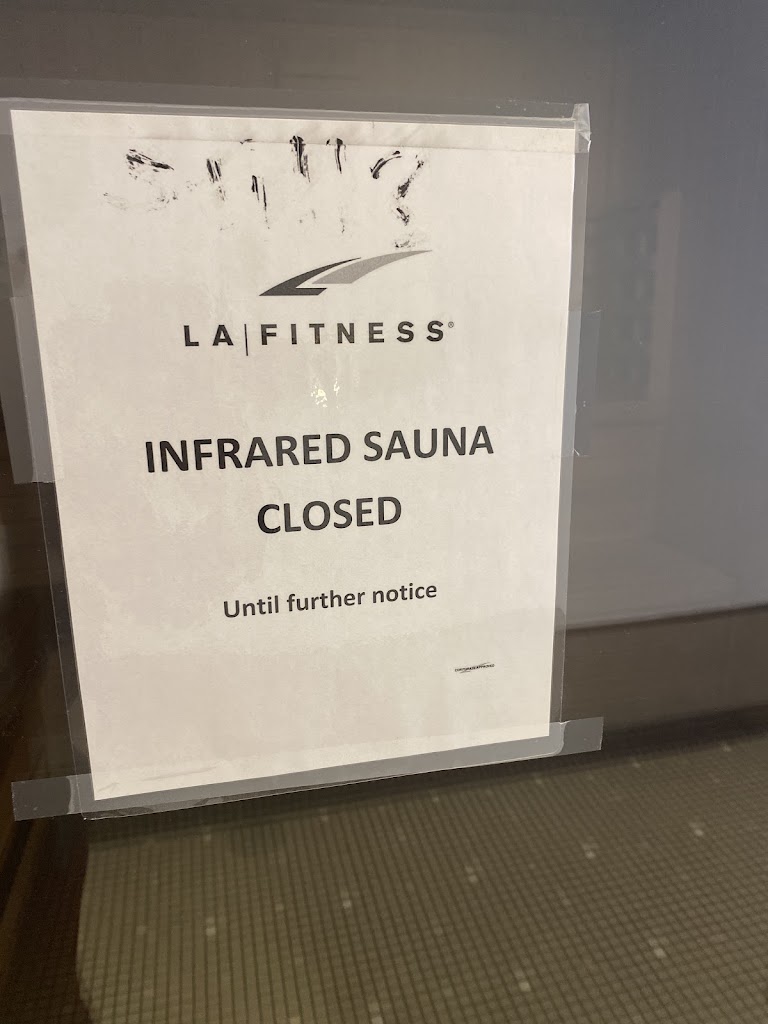 LA|FITNESS®
INFRARED SAUNA
CLOSED
Until further notice